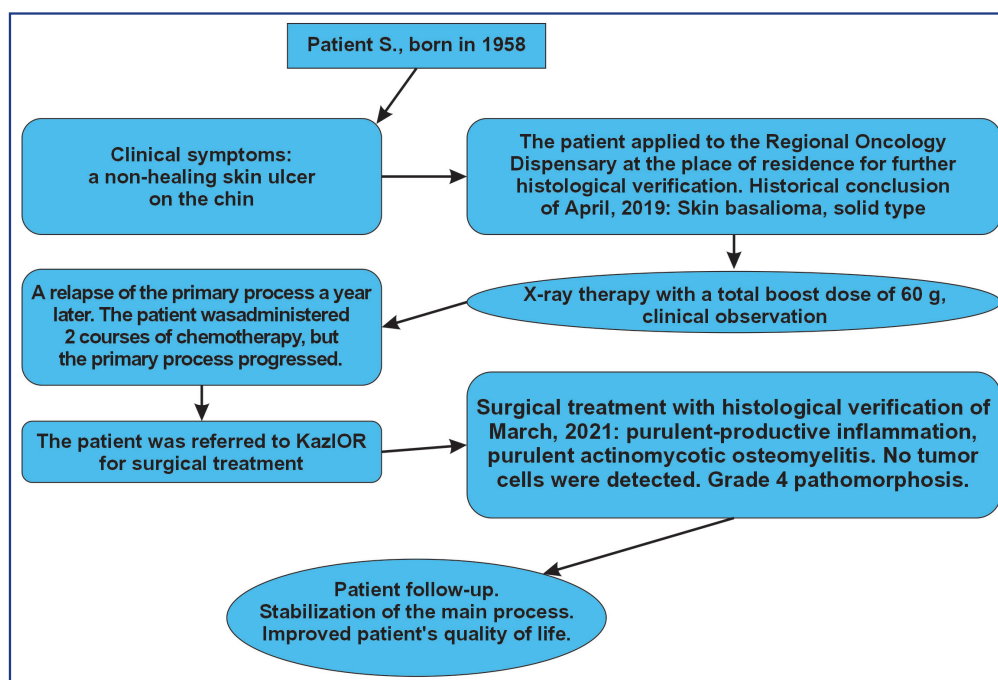 Patient S., born in 1958
Clinical symptoms:
a non-healing skin ulcer
on the chin
The patient applied to the Regional Oncology
Dispensary at the place of residence for further
histological verification. Historical conclusion
of April, 2019: Skin basalioma, solid type
X-ray therapy with a total boost dose of 60 g,
clinical observation
A relapse of the primary process a year
later. The patient wasadministered
2 courses of chemotherapy, but
the primary process progressed.
The patient was referred to KazIOR
for surgical treatment
Surgical treatment with histological verification of
March, 2021: purulent-productive inflammation,
purulent actinomycotic osteomyelitis. No tumor
cells were detected. Grade 4 pathomorphosis.
Patient follow-up.
Stabilization of the main process.
Improved patient's quality of life.